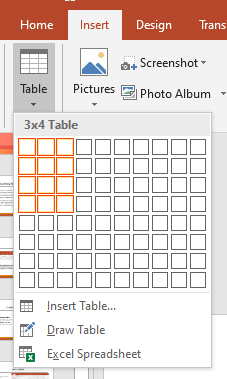 Home Insert Design Trans
Table Pictures Screenshot
Photo Album
3x4 Table
Insert Table...
Draw Table
Excel Spreadsheet